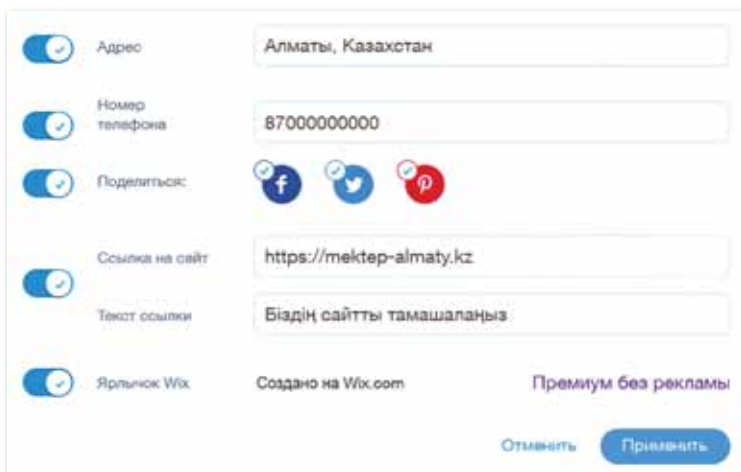 Адрес
Алматы, Казахстан
Номер
телефона
87000000000
Поделиться:
Ссылка на сайт
https://mektep-almaty.kz
Текст ссылки
Біздің сайтты тамашалаңыз
Ярлычок Wix
Создано на Wix.com
Премиум без рекламы
Отменить
Применить